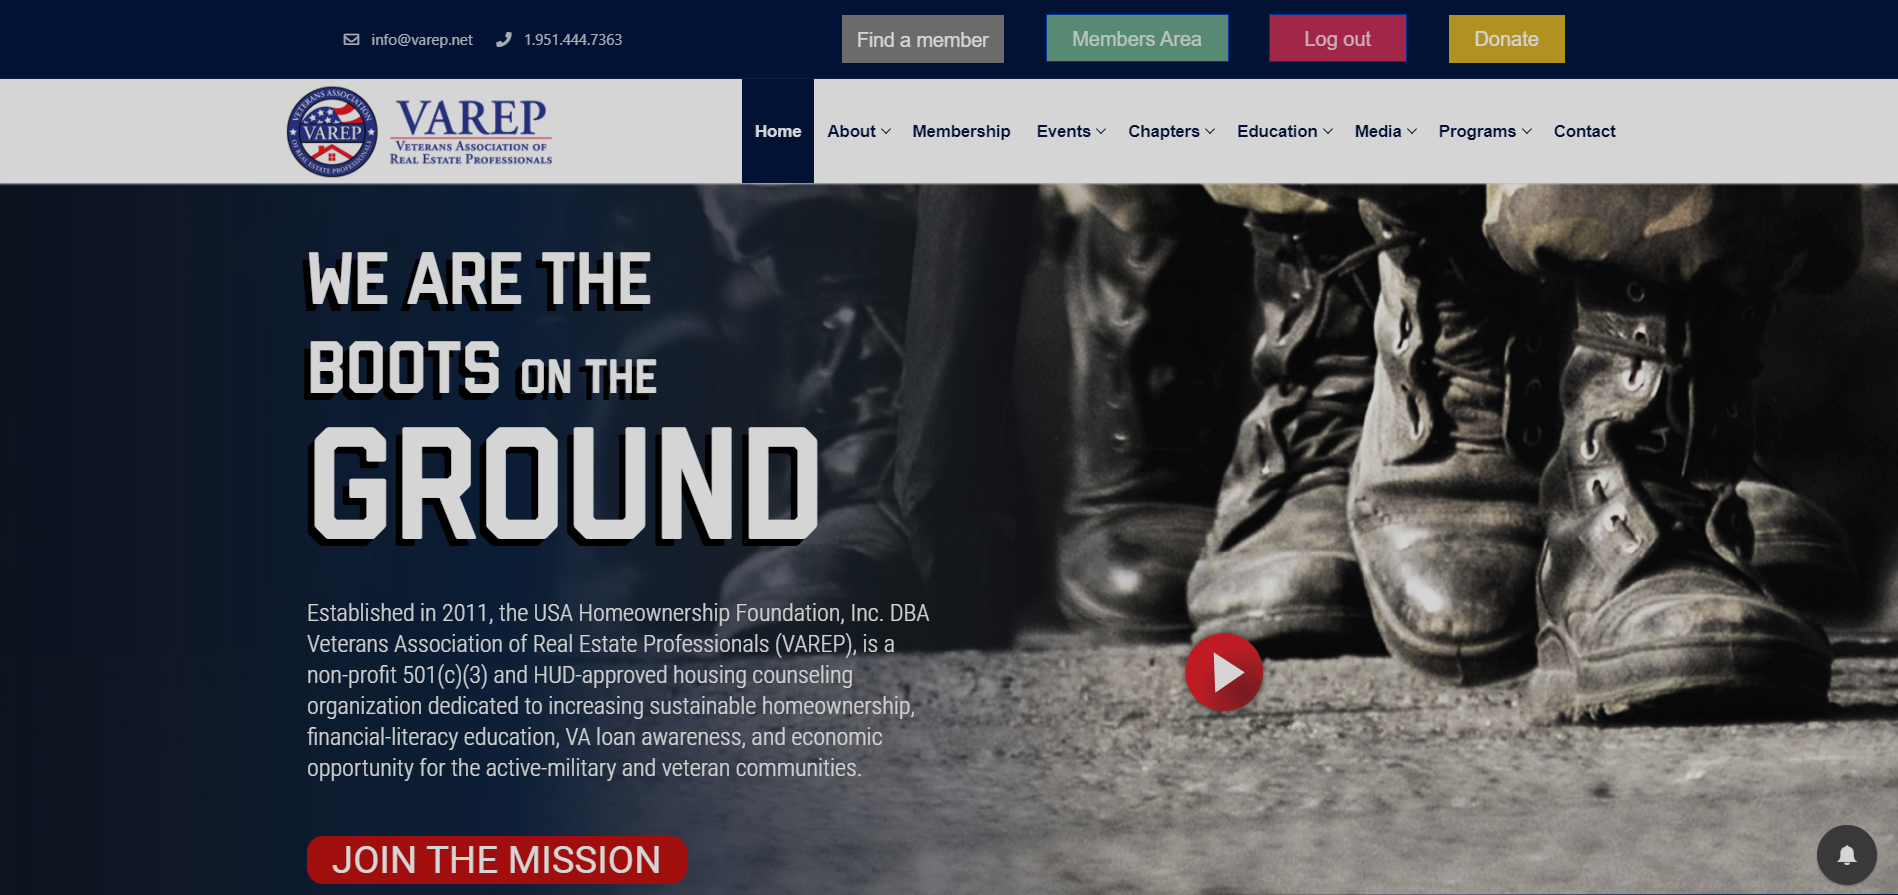 info@varep.net
1.951.444.7363
Find a member
Members Area
Log out
Donate
VETERANS ASSOCIATION
VAREP
OF REAL ESTATE PROFESSIONALS
VAREP
VETERANS ASSOCIATION OF
REAL ESTATE PROFESSIONALS
Home
About
Membership
Events
Chapters
Education
Media
Programs
Contact
WE ARE THE
BOOTS ON THE
GROUND
Established in 2011, the USA Homeownership Foundation, Inc. DBA
Veterans Association of Real Estate Professionals (VAREP), is a
non-profit 501(c)(3) and HUD-approved housing counseling
organization dedicated to increasing sustainable homeownership,
financial-literacy education, VA loan awareness, and economic
opportunity for the active-military and veteran communities.
JOIN THE MISSION